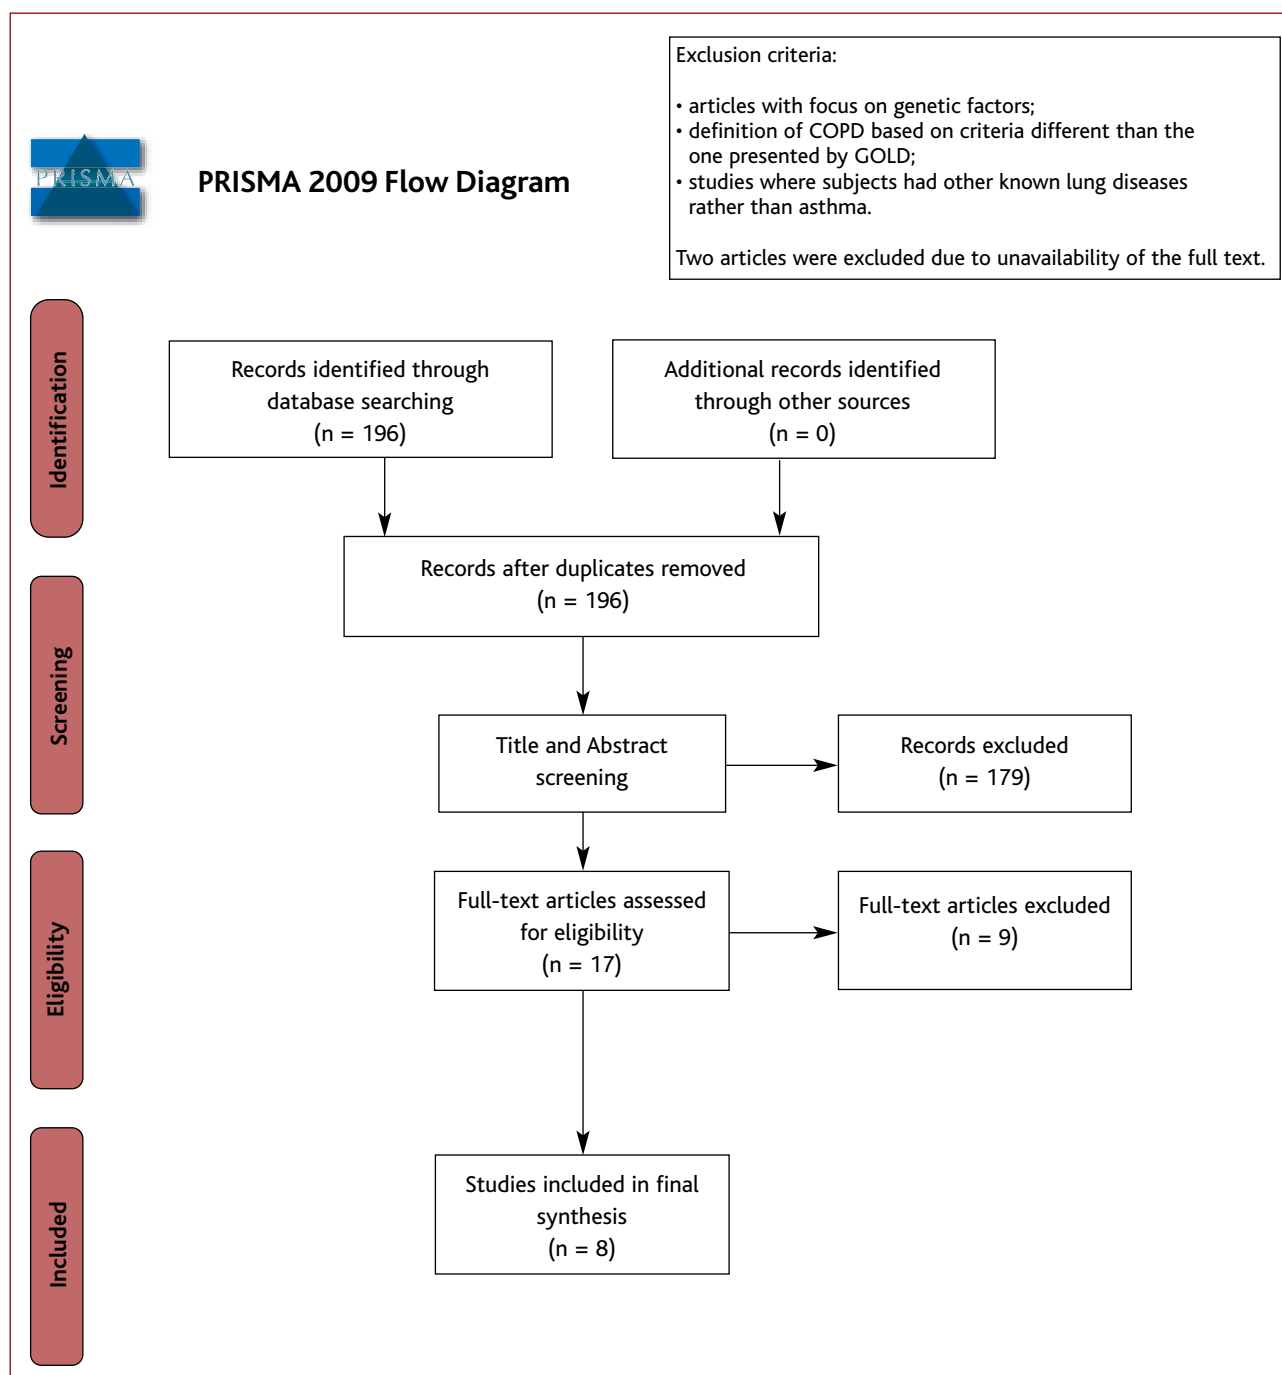 Exclusion criteria:
• articles with focus on genetic factors;
• definition of COPD based on criteria different than the
one presented by GOLD;
• studies where subjects had other known lung diseases
rather than asthma.
Two articles were excluded due to unavailability of the full text.
PRISMA
PRISMA 2009 Flow Diagram
Identification
Records identified through
database searching
(n = 196)
Additional records identified
through other sources
(n = 0)
Records after duplicates removed
(n = 196)
Screening
Title and Abstract
screening
Records excluded
(n = 179)
Eligibility
Full-text articles assessed
for eligibility
(n = 17)
Full-text articles excluded
(n = 9)
Included
Studies included in final
synthesis
(n = 8)